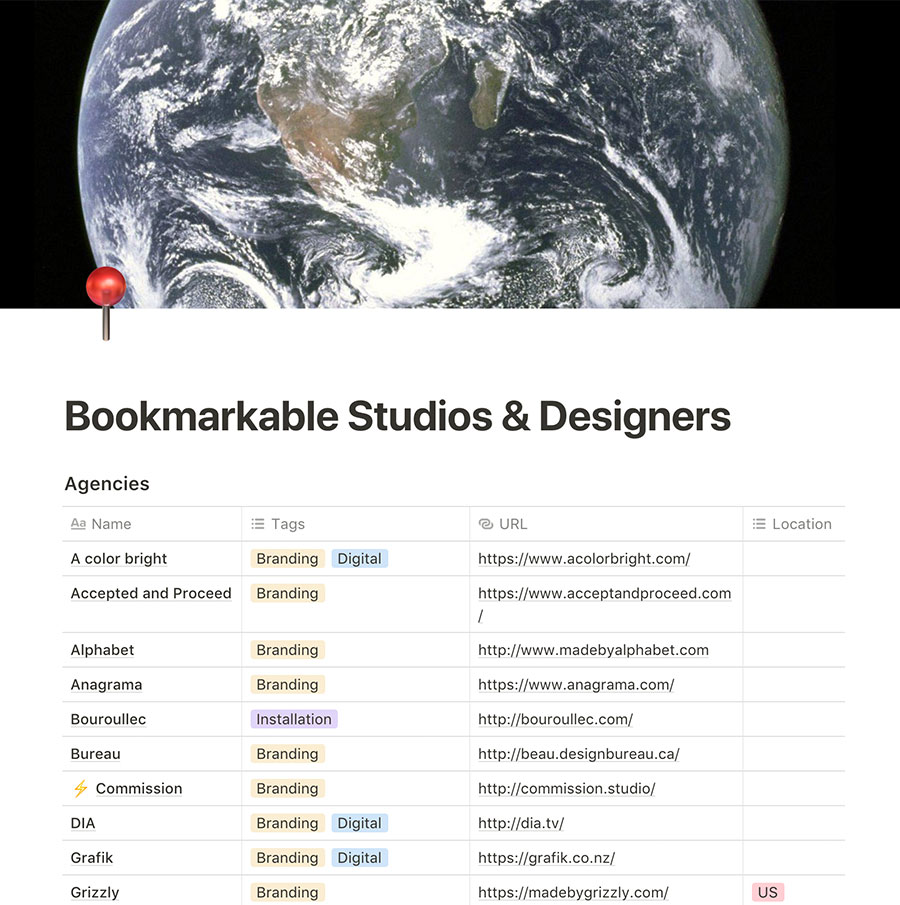 Bookmarkable Studios & Designers
Agencies
Aa Name Tags URL Location
A color bright Branding Digital https://www.acolorbright.com/
Accepted and Proceed Branding https://www.acceptandproceed.com
/
Alphabet Branding http://www.madebyalphabet.com
Anagrama Branding https://www.anagrama.com/
Bouroullec Installation http://bouroullec.com/
Bureau Branding http://beau.designbureau.ca/
⚡ Commission Branding http://commission.studio/
DIA Branding Digital http://dia.tv/
Grafik Branding Digital https://grafik.co.nz/
Grizzly Branding https://madebygrizzly.com/ US